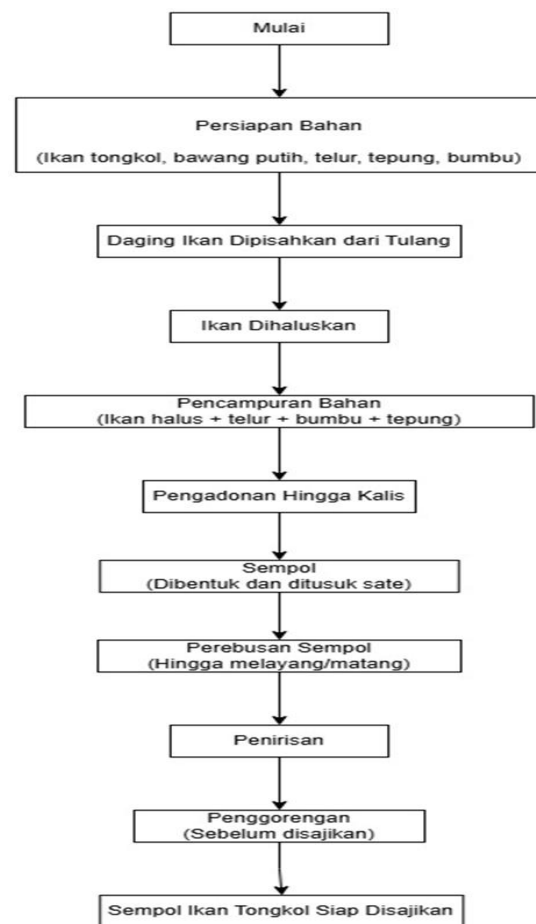 Mulai
Persiapan Bahan
(Ikan tongkol, bawang putih, telur, tepung, bumbu)
Daging Ikan Dipisahkan dari Tulang
Ikan Dihaluskan
Pencampuran Bahan
(Ikan halus + telur + bumbu + tepung)
Pengadonan Hingga Kalis
Sempol
(Dibentuk dan ditusuk sate)
Perebusan Sempol
(Hingga melayang/matang)
Penirisan
Penggorengan
(Sebelum disajikan)
Sempol Ikan Tongkol Siap Disajikan